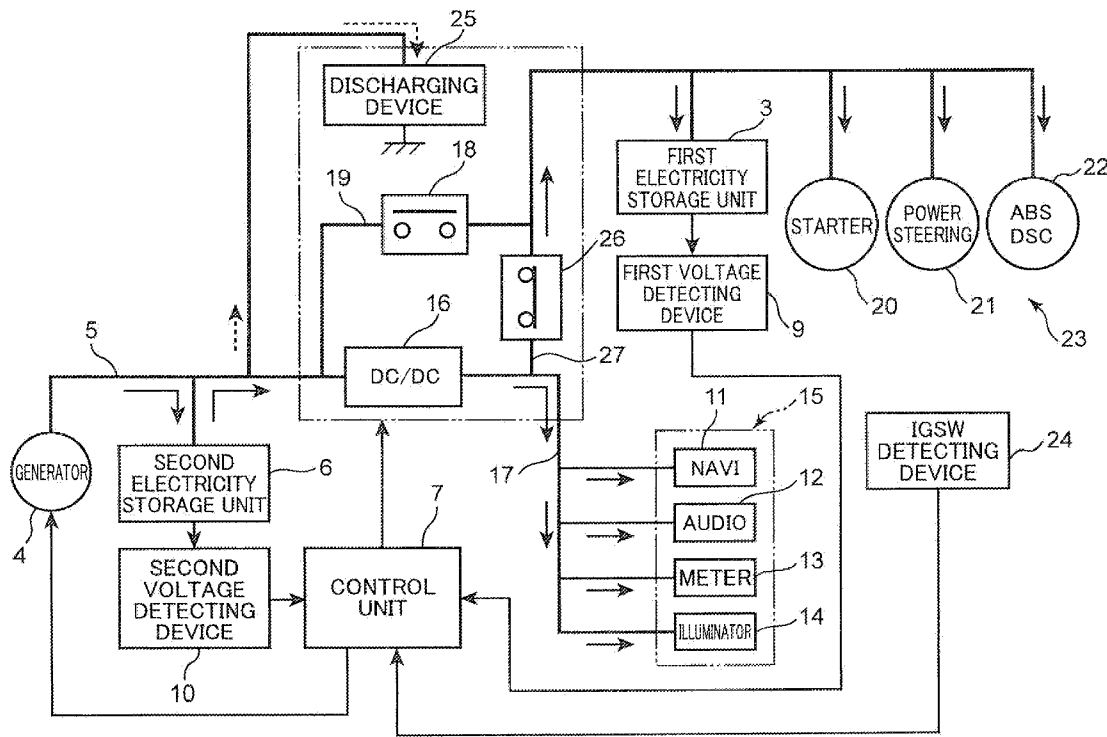 25
DISCHARGING
DEVICE
18
19
3
FIRST
ELECTRICITY
STORAGE UNIT
22
STARTER
POWER
STEERING
ABS
DSC
26
FIRST VOLTAGE
DETECTING
DEVICE
9
20
21
23
5
16
DC/DC
27
GENERATOR
4
SECOND
ELECTRICITY
STORAGE UNIT
6
17
11
15
NAVI
12
AUDIO
13
METER
14
ILLUMINATOR
IGSW
DETECTING
DEVICE
24
SECOND
VOLTAGE
DETECTING
DEVICE
10
7
CONTROL
UNIT